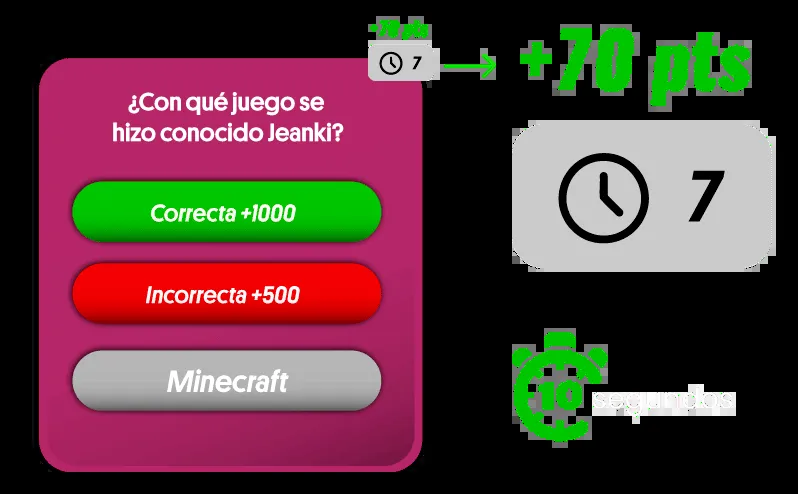 +70 pts
7
¿Con qué juego se
hizo conocido Jeanki?
Correcta +1000
Incorrecta +500
Minecraft
+70 pts
7
10 segundos